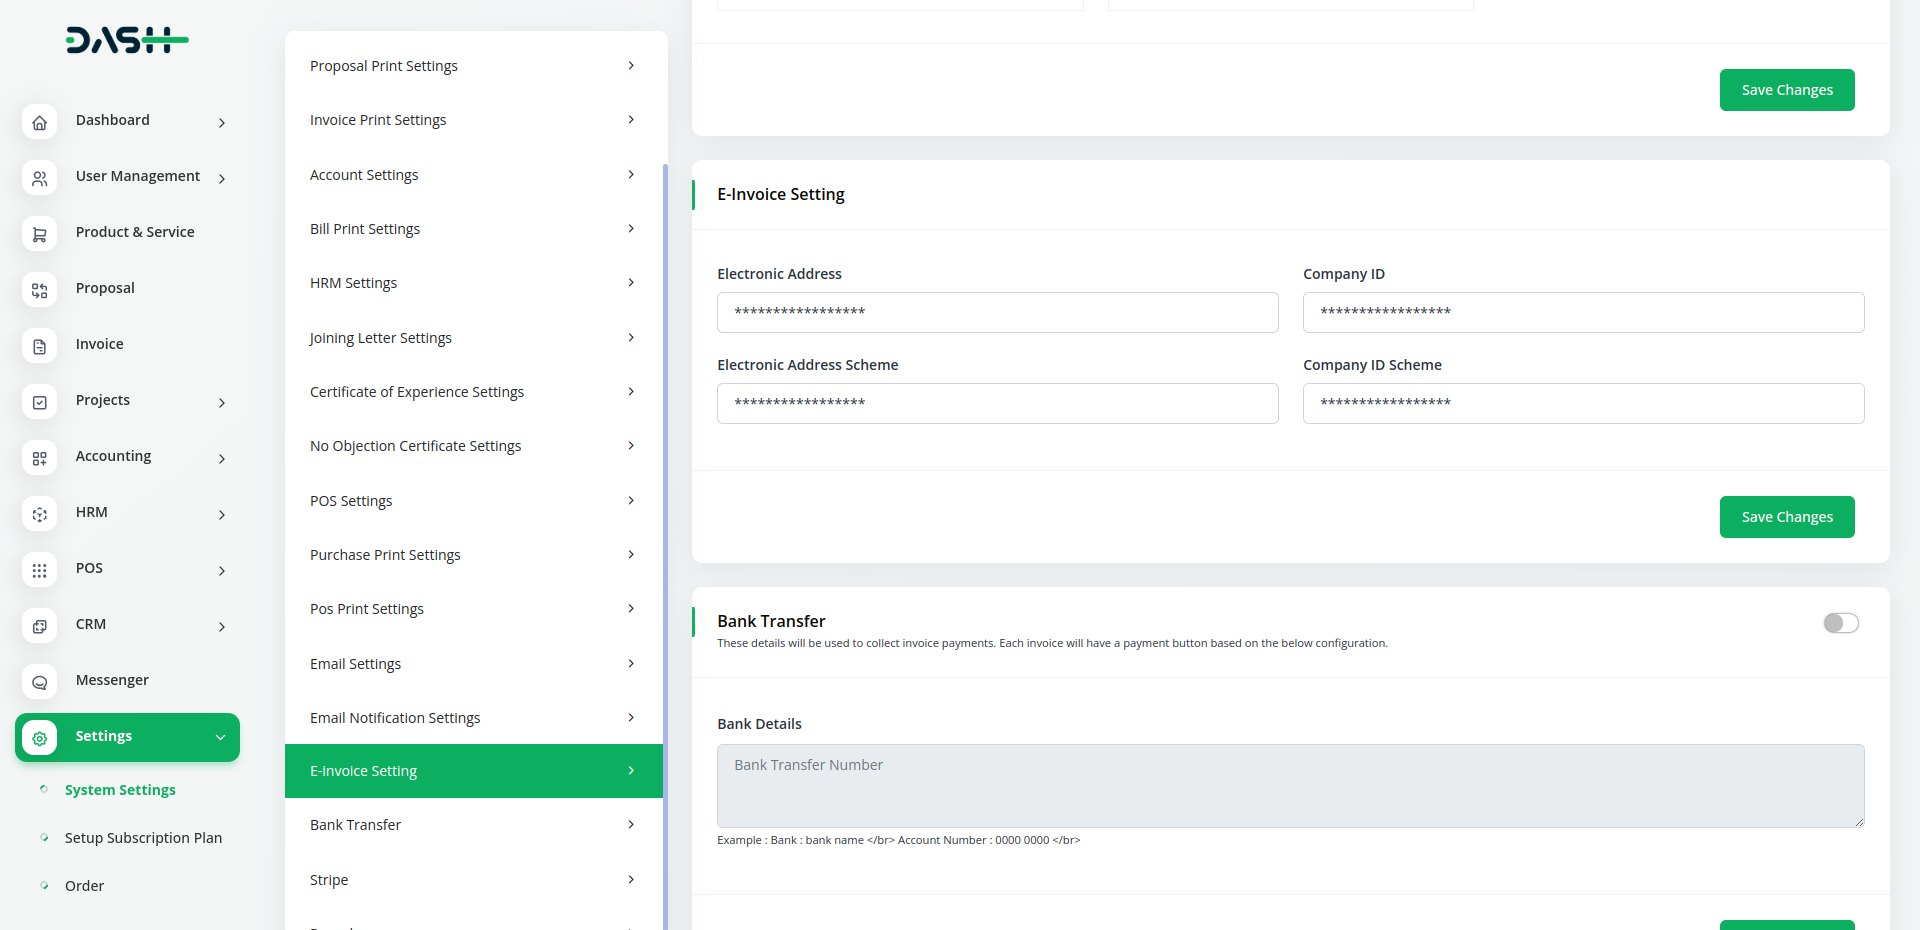 DASH
Dashboard
User Management
Product & Service
Proposal
Invoice
Projects
Accounting
HRM
POS
CRM
Messenger
Settings
System Settings
Setup Subscription Plan
Order
Proposal Print Settings
Invoice Print Settings
Account Settings
Bill Print Settings
HRM Settings
Joining Letter Settings
Certificate of Experience Settings
No Objection Certificate Settings
POS Settings
Purchase Print Settings
Pos Print Settings
Email Settings
Email Notification Settings
E-Invoice Setting
Bank Transfer
Stripe
Save Changes
E-Invoice Setting
Electronic Address
Company ID
*****************
*****************
Electronic Address Scheme
Company ID Scheme
*****************
*****************
Save Changes
Bank Transfer
These details will be used to collect invoice payments. Each invoice will have a payment button based on the below configuration.
Bank Details
Bank Transfer Number
Example : Bank : bank name </br> Account Number : 0000 0000 </br>